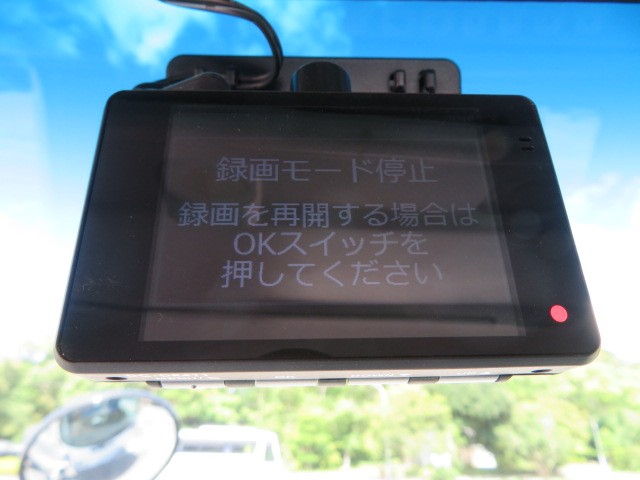 録画モード停止
録画を再開する場合は
OKスイッチを
押してください